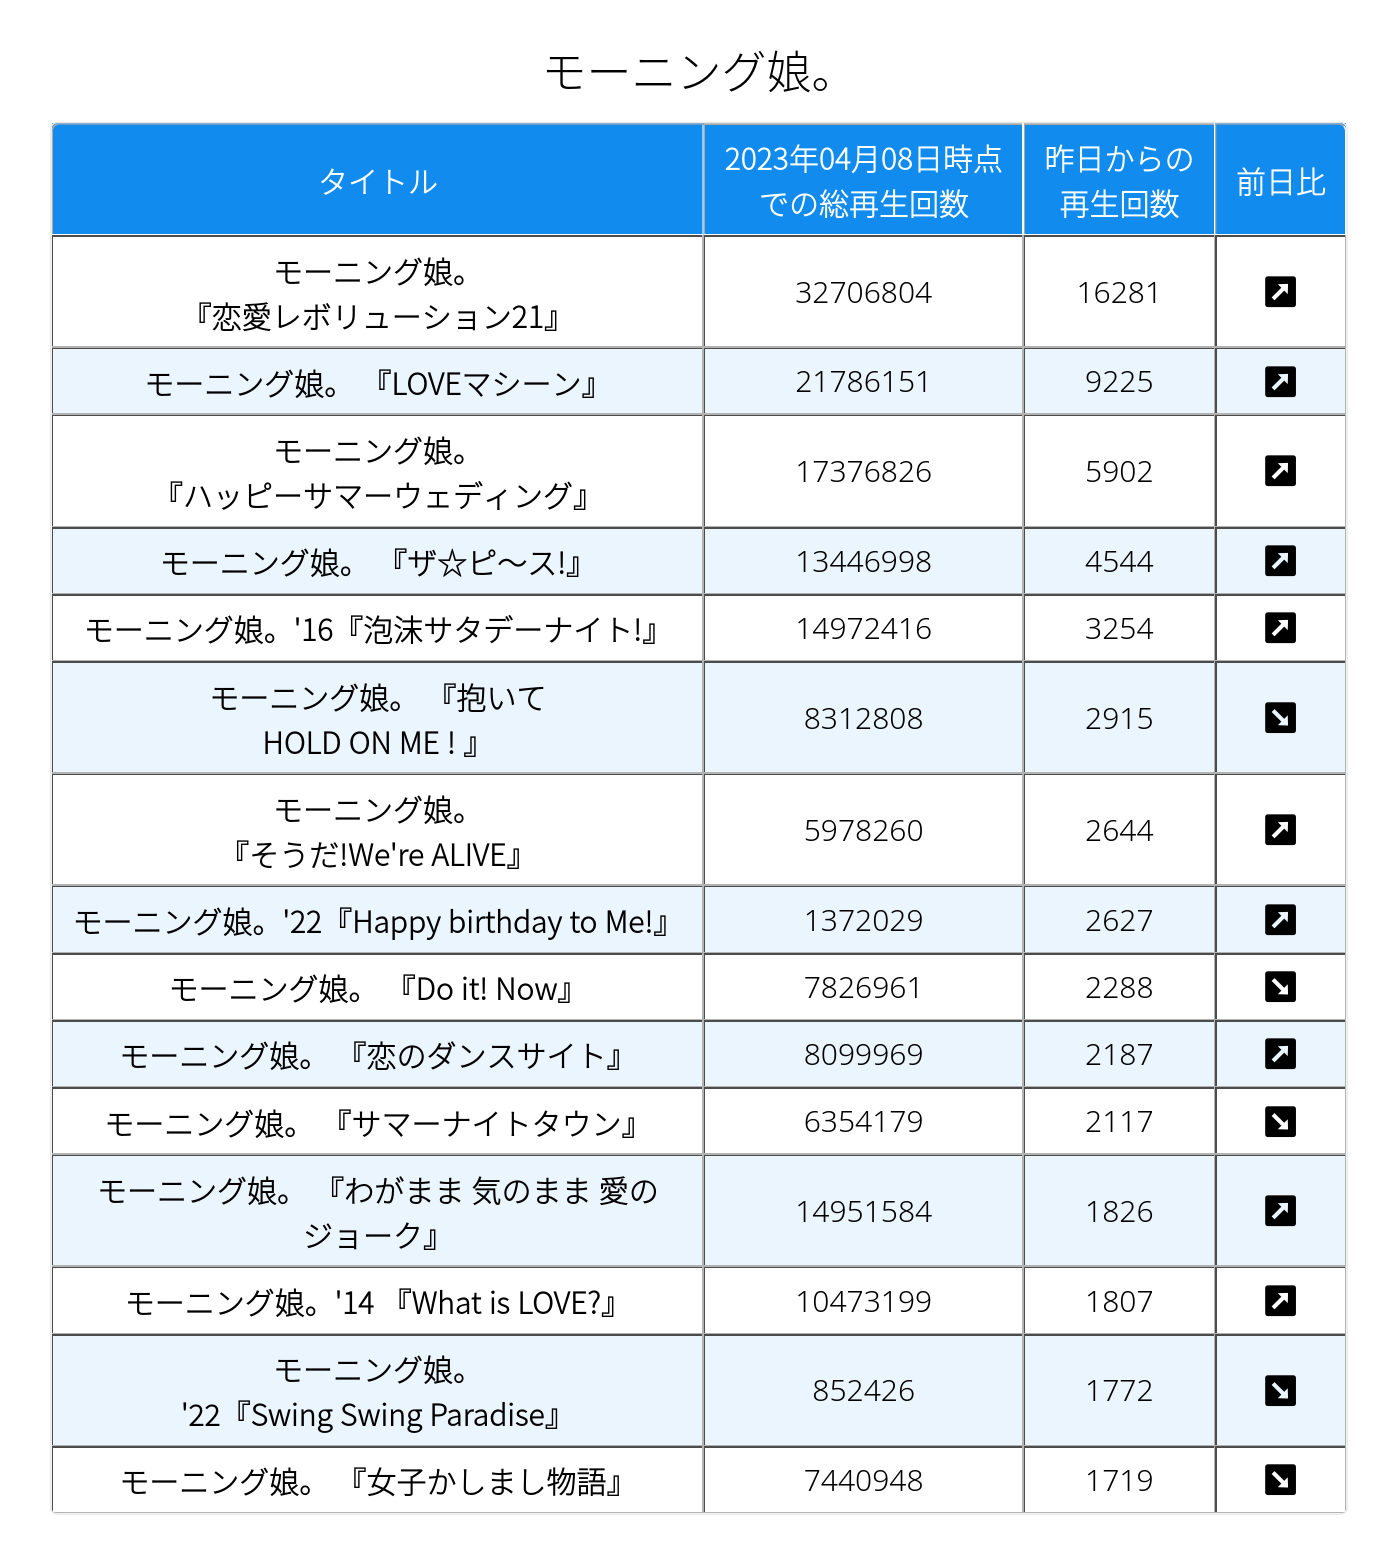 モーニング娘。
タイトル
2023年04月08日時点
での総再生回数
昨日からの
再生回数
前日比
モーニング娘。
『恋愛レボリューション21』
32706804
16281
モーニング娘。 『LOVEマシーン』
21786151
9225
モーニング娘。
『ハッピーサマーウェディング』
17376826
5902
モーニング娘。 『ザ☆ピ〜ス!』
13446998
4544
モーニング娘。'16『泡沫サタデーナイト!』
14972416
3254
モーニング娘。 『抱いて
HOLD ON ME ! 』
8312808
2915
モーニング娘。
『そうだ!We're ALIVE』
5978260
2644
モーニング娘。'22『Happy birthday to Me!』
1372029
2627
モーニング娘。 『Do it! Now』
7826961
2288
モーニング娘。 『恋のダンスサイト』
8099969
2187
モーニング娘。 『サマーナイトタウン』
6354179
2117
モーニング娘。 『わがまま 気のまま 愛の
ジョーク』
14951584
1826
モーニング娘。'14 『What is LOVE?』
10473199
1807
モーニング娘。
'22『Swing Swing Paradise』
852426
1772
モーニング娘。 『女子かしまし物語』
7440948
1719